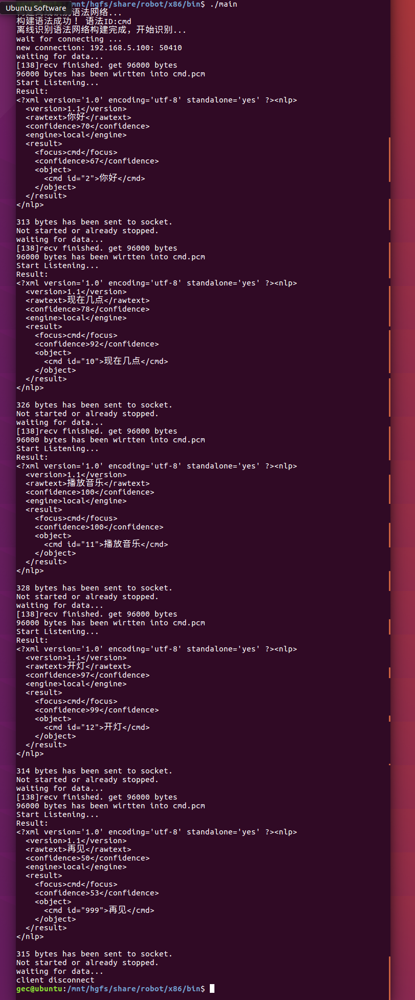 Ubuntu Software
/mnt/hgfs/share/robot/x86/bin$ ./main
构建离线识别语法网络...
构建语法成功！ 语法ID:cmd
离线识别语法网络构建完成，开始识别...
wait for connecting ...
new connection: 192.168.5.100: 50410
waiting for data...
[138]recv finished. get 96000 bytes
96000 bytes has been wirtten into cmd.pcm
Start Listening...
Result:
<?xml version='1.0' encoding='utf-8' standalone='yes' ?><nlp>
  <version>1.1</version>
  <rawtext>你好</rawtext>
  <confidence>70</confidence>
  <engine>local</engine>
  <result>
    <focus>cmd</focus>
    <confidence>67</confidence>
    <object>
      <cmd id="2">你好</cmd>
    </object>
  </result>
</nlp>

313 bytes has been sent to socket.
Not started or already stopped.
waiting for data...
[138]recv finished. get 96000 bytes
96000 bytes has been wirtten into cmd.pcm
Start Listening...
Result:
<?xml version='1.0' encoding='utf-8' standalone='yes' ?><nlp>
  <version>1.1</version>
  <rawtext>现在几点</rawtext>
  <confidence>78</confidence>
  <engine>local</engine>
  <result>
    <focus>cmd</focus>
    <confidence>92</confidence>
    <object>
      <cmd id="10">现在几点</cmd>
    </object>
  </result>
</nlp>

326 bytes has been sent to socket.
Not started or already stopped.
waiting for data...
[138]recv finished. get 96000 bytes
96000 bytes has been wirtten into cmd.pcm
Start Listening...
Result:
<?xml version='1.0' encoding='utf-8' standalone='yes' ?><nlp>
  <version>1.1</version>
  <rawtext>播放音乐</rawtext>
  <confidence>100</confidence>
  <engine>local</engine>
  <result>
    <focus>cmd</focus>
    <confidence>100</confidence>
    <object>
      <cmd id="11">播放音乐</cmd>
    </object>
  </result>
</nlp>

328 bytes has been sent to socket.
Not started or already stopped.
waiting for data...
[138]recv finished. get 96000 bytes
96000 bytes has been wirtten into cmd.pcm
Start Listening...
Result:
<?xml version='1.0' encoding='utf-8' standalone='yes' ?><nlp>
  <version>1.1</version>
  <rawtext>开灯</rawtext>
  <confidence>97</confidence>
  <engine>local</engine>
  <result>
    <focus>cmd</focus>
    <confidence>99</confidence>
    <object>
      <cmd id="12">开灯</cmd>
    </object>
  </result>
</nlp>

314 bytes has been sent to socket.
Not started or already stopped.
waiting for data...
[138]recv finished. get 96000 bytes
96000 bytes has been wirtten into cmd.pcm
Start Listening...
Result:
<?xml version='1.0' encoding='utf-8' standalone='yes' ?><nlp>
  <version>1.1</version>
  <rawtext>再见</rawtext>
  <confidence>50</confidence>
  <engine>local</engine>
  <result>
    <focus>cmd</focus>
    <confidence>53</confidence>
    <object>
      <cmd id="999">再见</cmd>
    </object>
  </result>
</nlp>

315 bytes has been sent to socket.
Not started or already stopped.
waiting for data...
client disconnect
gec@ubuntu:/mnt/hgfs/share/robot/x86/bin$